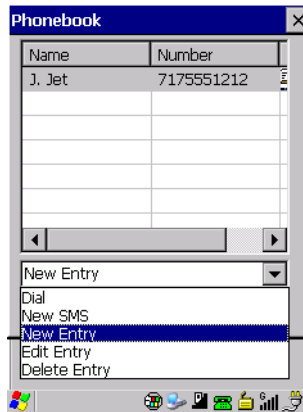 Phonebook
Name Number
J. Jet 7175551212
New Entry
Dial
New SMS
New Entry
Edit Entry
Delete Entry
G